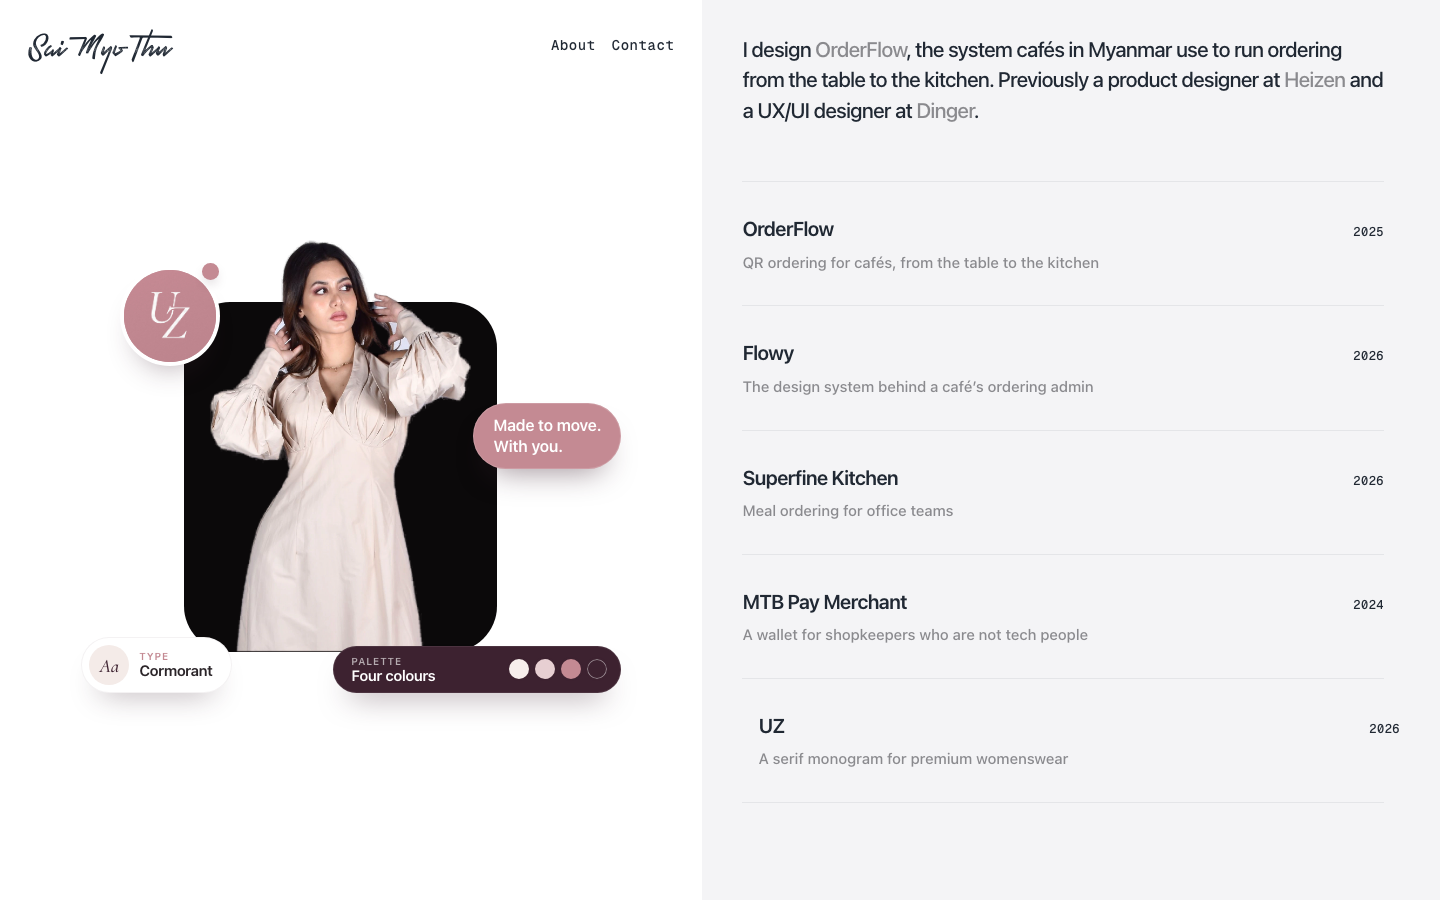 Sai Myo Thu
About Contact
UZ
Made to move.
With you.
Aa
TYPE
Cormorant
PALETTE
Four colours
I design OrderFlow, the system cafés in Myanmar use to run ordering
from the table to the kitchen. Previously a product designer at Heizen and
a UX/UI designer at Dinger.
OrderFlow 2025
QR ordering for cafés, from the table to the kitchen
Flowy 2026
The design system behind a café’s ordering admin
Superfine Kitchen 2026
Meal ordering for office teams
MTB Pay Merchant 2024
A wallet for shopkeepers who are not tech people
UZ 2026
A serif monogram for premium womenswear